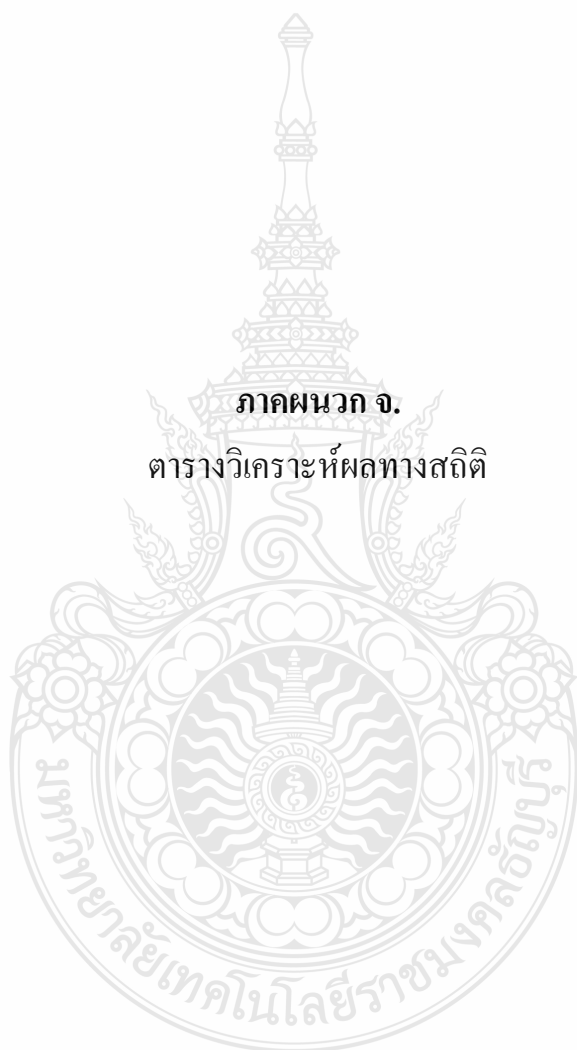 ภาคผนวก จ.
ตารางวิเคราะห์ผลทางสถิติ
มหาวิทยาลัยเทคโนโลยีราชมงคลธัญบุรี